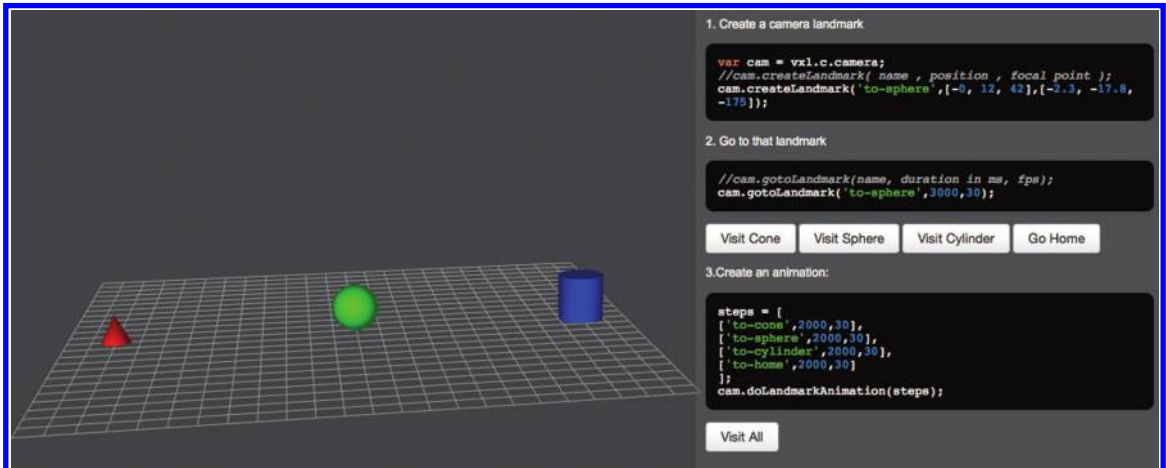 1. Create a camera landmark
var cam = vxl.c.camera;
//cam.createLandmark( name , position , focal point );
cam.createLandmark('to-sphere',[-0, 12, 42],[-2.3, -17.8,
-175]);
2. Go to that landmark
//cam.gotoLandmark(name, duration in ms, fps);
cam.gotoLandmark('to-sphere',3000,30);
Visit Cone Visit Sphere Visit Cylinder Go Home
3.Create an animation:
steps = [
['to-cone',2000,30],
['to-sphere',2000,30],
['to-cylinder',2000,30],
['to-home',2000,30]
];
cam.doLandmarkAnimation(steps);
Visit All